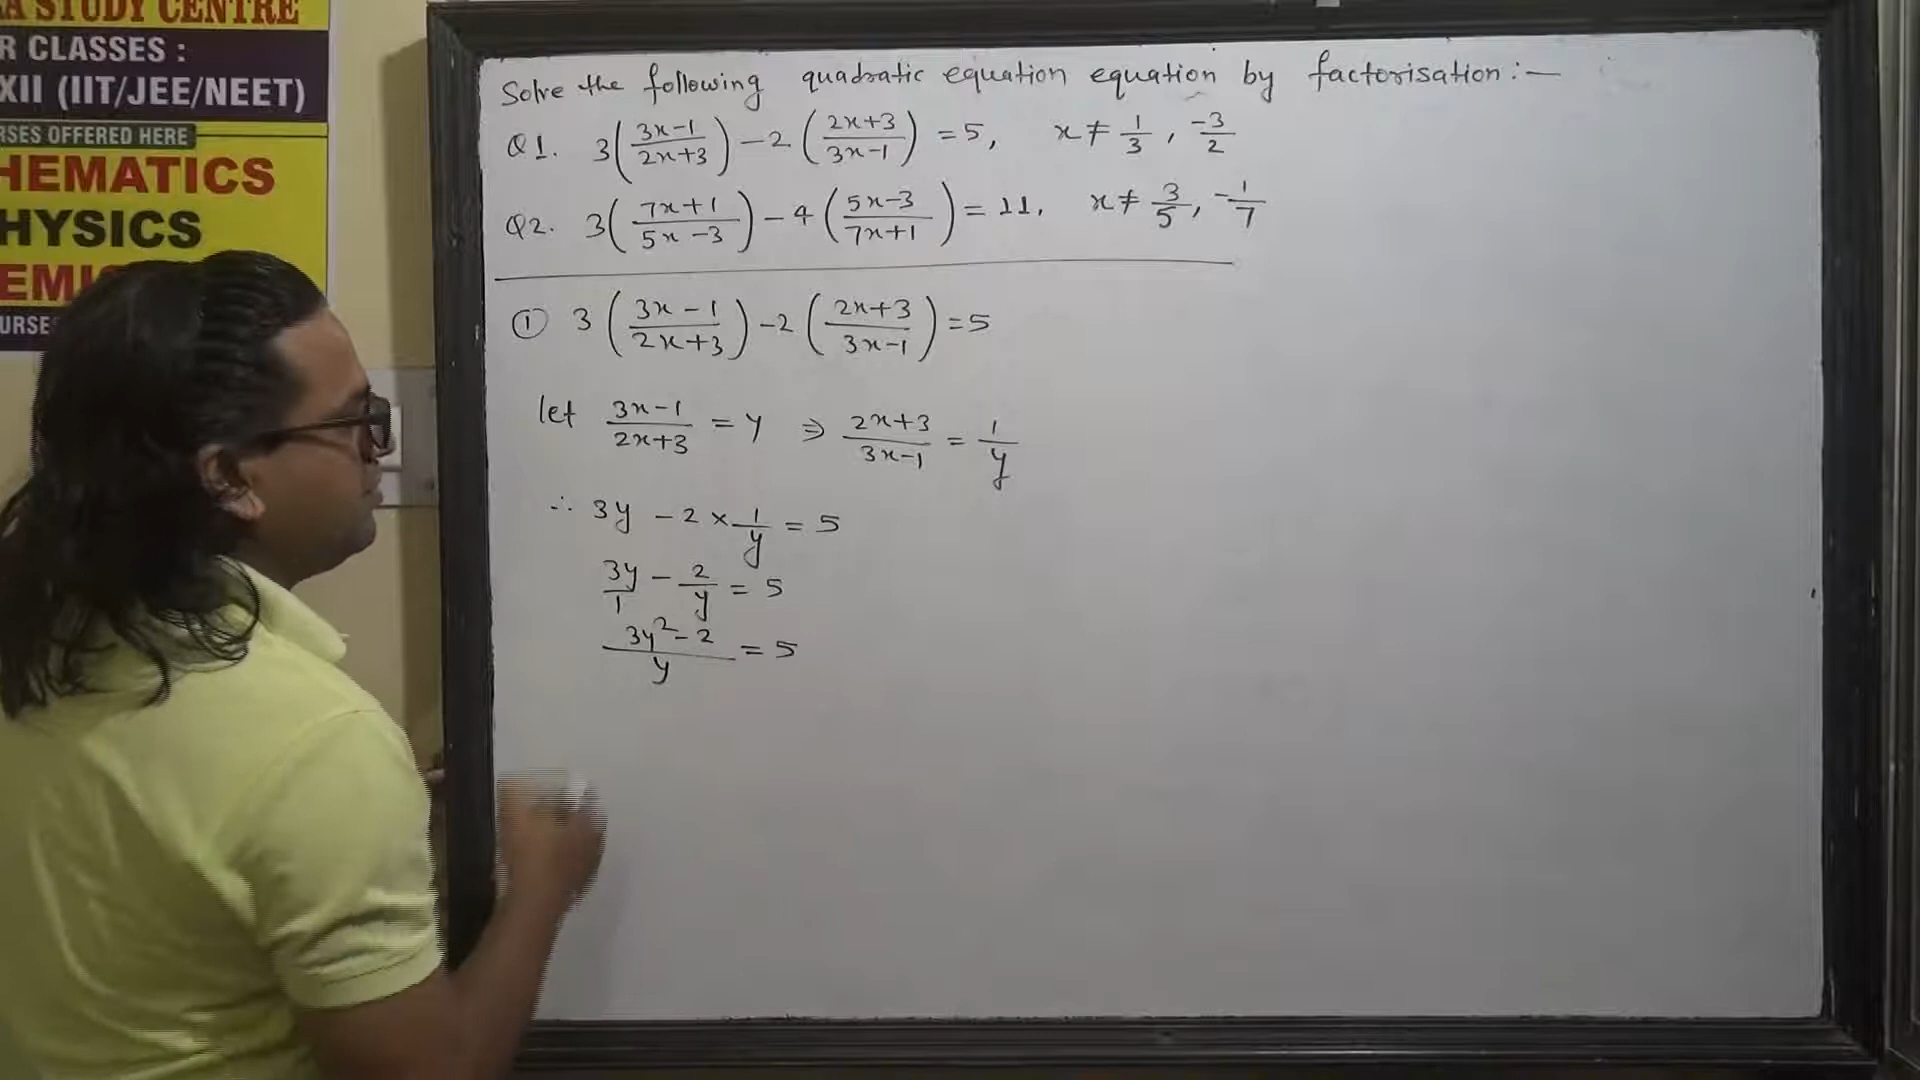 A STUDY CENTRE
R CLASSES :
XII (IIT/JEE/NEET)
RSES OFFERED HERE
HEMATICS
HYSICS
EMI
URSE
Solve the following quadratic equation equation by factorisation :—
Q1. 3((3x-1)/(2x+3)) - 2((2x+3)/(3x-1)) = 5, x ≠ 1/3, -3/2
Q2. 3((7x+1)/(5x-3)) - 4((5x-3)/(7x+1)) = 11, x ≠ 3/5, -1/7
① 3((3x-1)/(2x+3)) - 2((2x+3)/(3x-1)) = 5
let (3x-1)/(2x+3) = y ⇒ (2x+3)/(3x-1) = 1/y
∴ 3y - 2 × 1/y = 5
3y/1 - 2/y = 5
(3y²-2)/y = 5